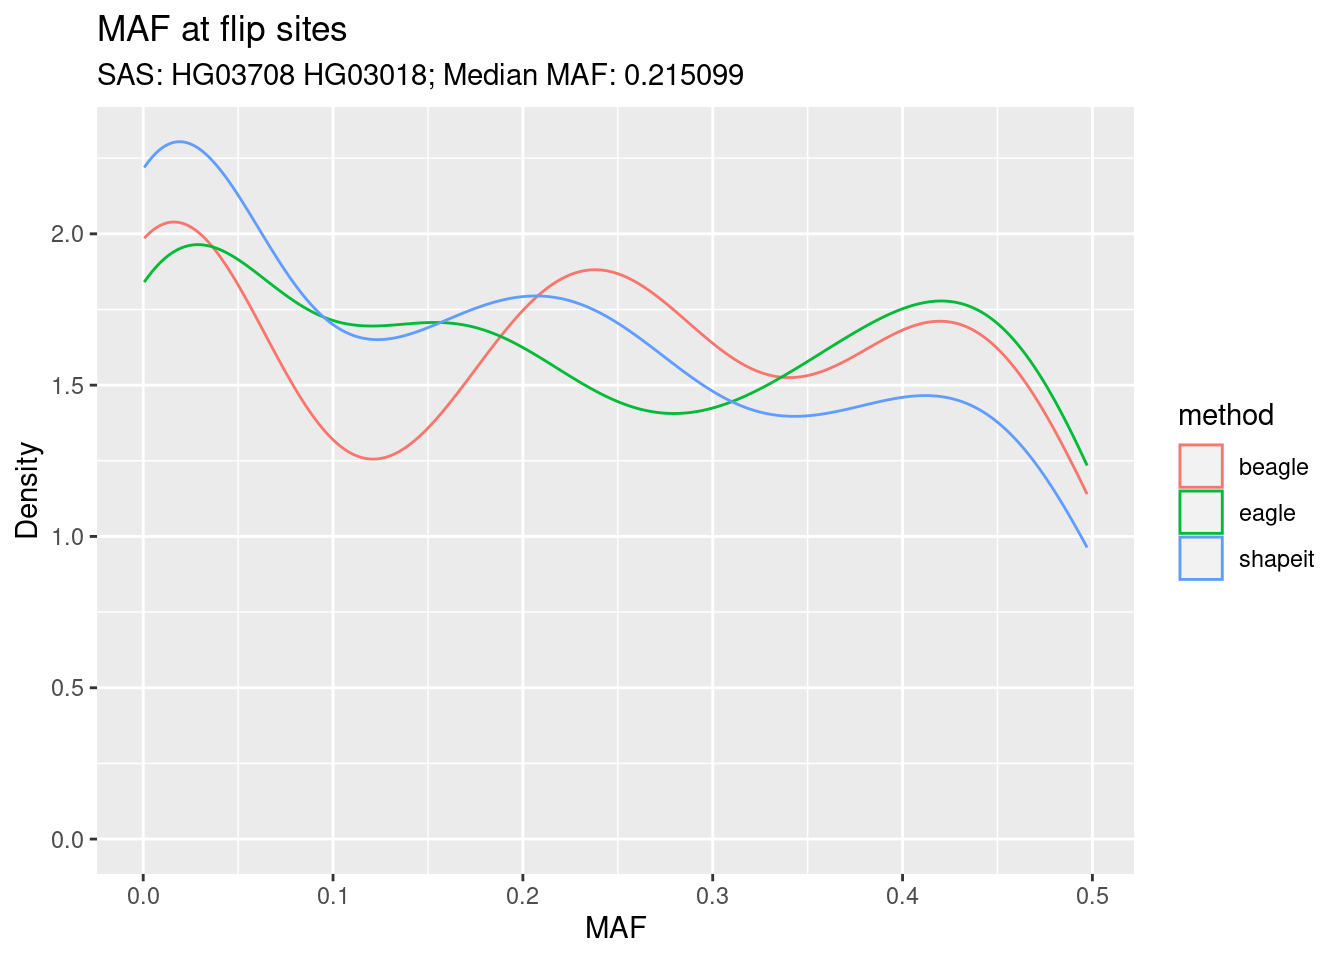 MAF at flip sites
SAS: HG03708 HG03018; Median MAF: 0.215099
Density
2.0
1.5
1.0
0.5
0.0
0.0 0.1 0.2 0.3 0.4 0.5
MAF
method
beagle
eagle
shapeit